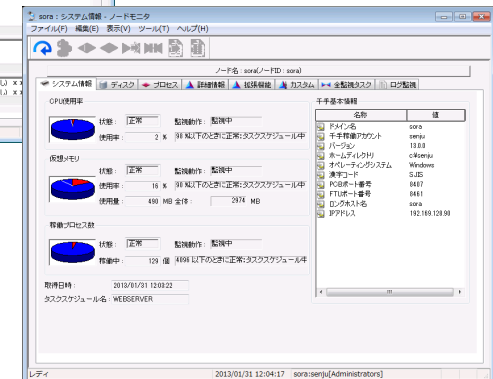 sora : システム情報 - ノードモニタ
ファイル(F) 編集(E) 表示(V) ツール(T) ヘルプ(H)
ノード名 : sora(ノードID : sora)
システム情報 ディスク プロセス 詳細情報 拡張機能 カスタム 全監視タスク ログ監視
CPU使用率
状態 : 正常 監視動作 : 監視中
使用率 : 2 % 90 %以下のときに正常:タスクスケジュール中
仮想メモリ
状態 : 正常 監視動作 : 監視中
使用率 : 16 % 90 %以下のときに正常:タスクスケジュール中
使用量 : 490 MB 全体 : 2974 MB
稼働プロセス数
状態 : 正常 監視動作 : 監視中
稼働中 : 129 個 4096 以下のときに正常:タスクスケジュール中
取得日時 : 2013/01/31 12:03:22
タスクスケジュール名 : WEBSERVER
千手基本情報
名称 値
ドメイン名 sora
千手稼働アカウント senju
バージョン 13.0.0
ホームディレクトリ c:¥senju
オペレーティングシステム Windows
漢字コード SJIS
PCBポート番号 8407
FTUポート番号 8461
ロングホスト名 sora
IPアドレス 192.169.120.90
レディ 2013/01/31 12:04:17 sora:senju[Administrators]